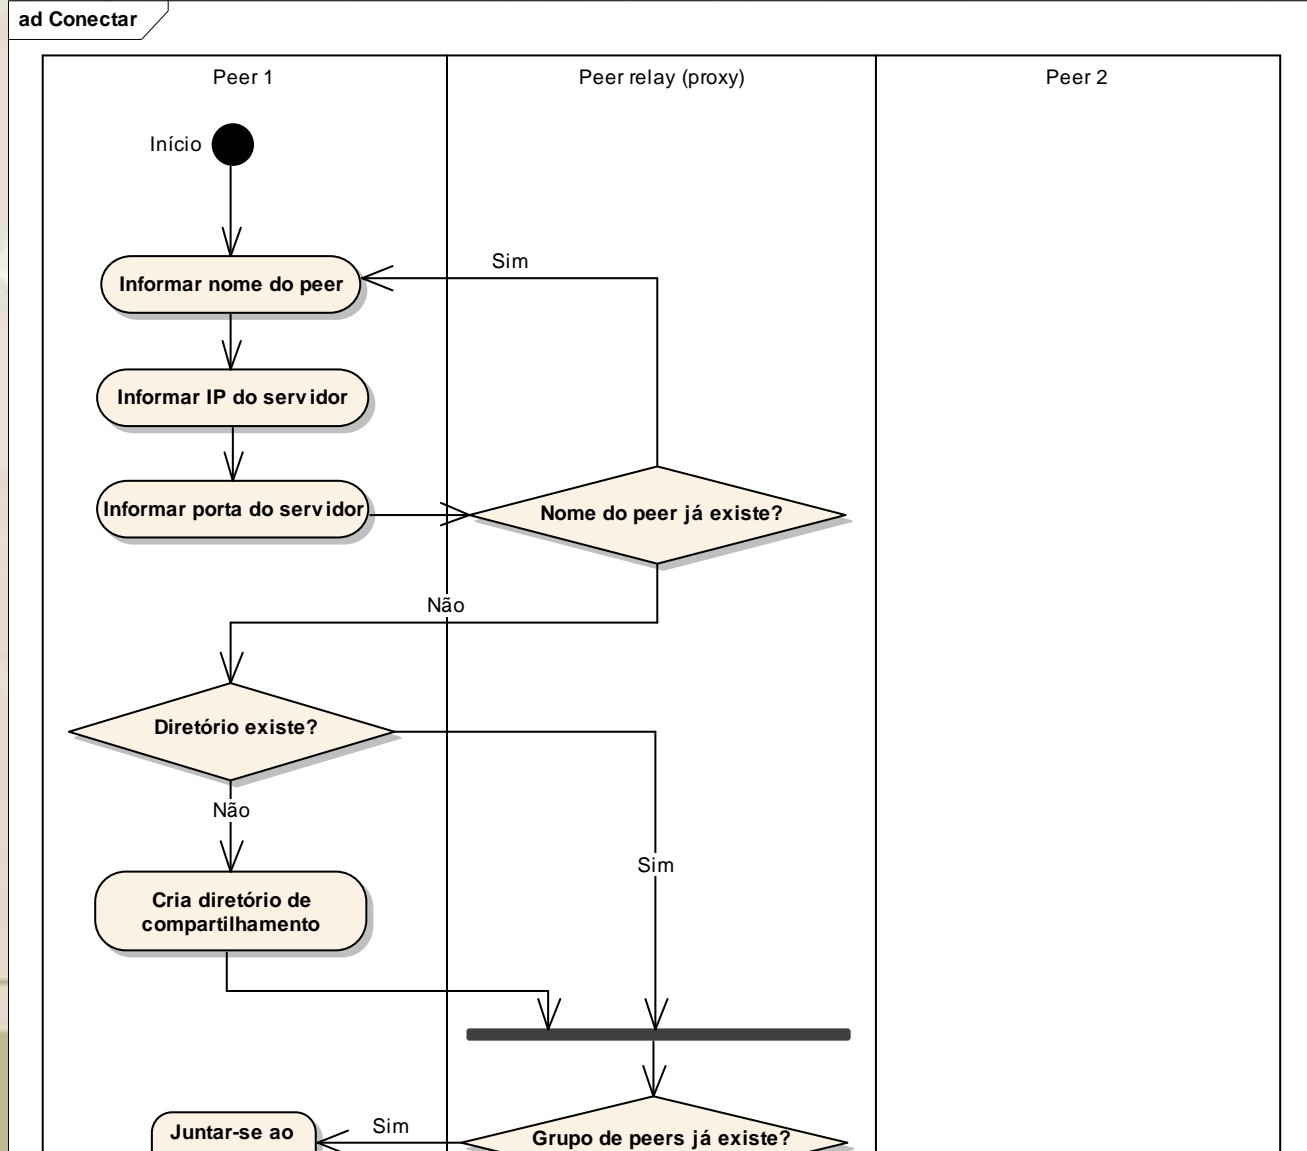 ad Conectar
Peer 1
Peer relay (proxy)
Peer 2
Início
Sim
Informar nome do peer
Informar IP do servidor
Informar porta do servidor
Nome do peer já existe?
Não
Diretório existe?
Não
Sim
Cria diretório de
compartilhamento
Juntar-se ao
Sim
Grupo de peers já existe?